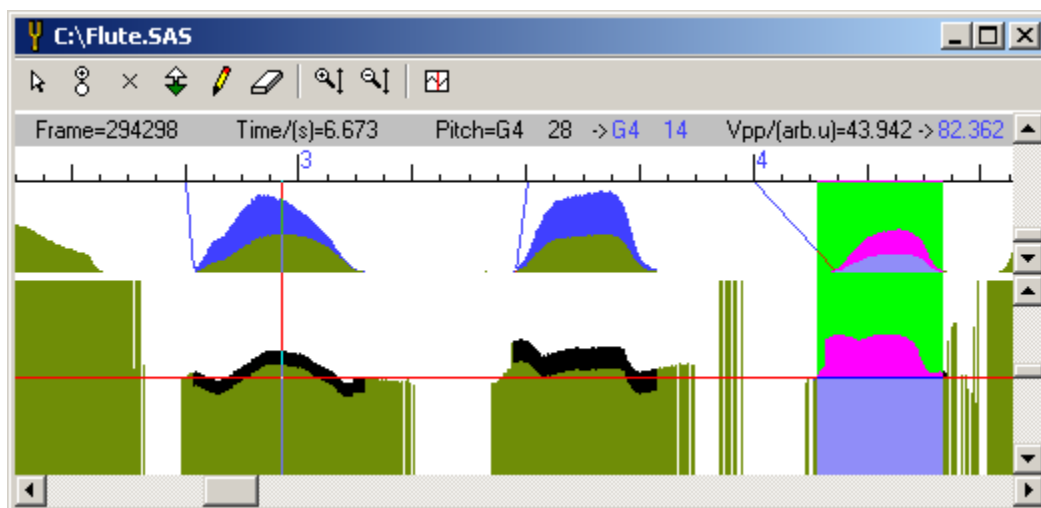 C:\Flute.SAS
Frame=294298 Time/(s)=6.673 Pitch=G4 28 ->G4 14 Vpp/(arb.u)=43.942 -> 82.362
3 4